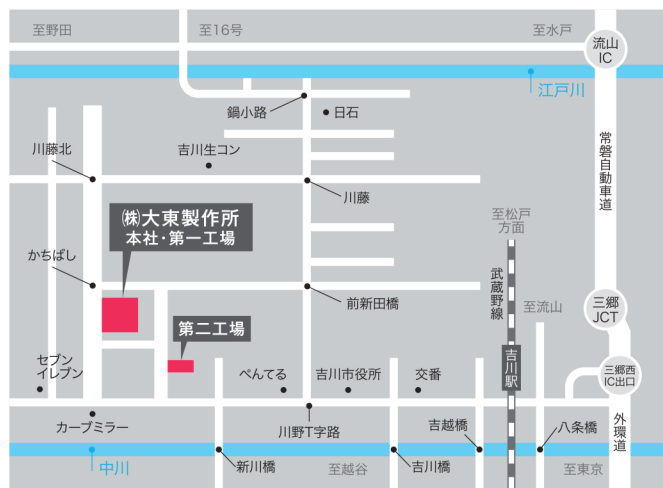 至野田
至16号
至水戸
流山
IC
江戸川
鍋小路
日石
常磐自動車道
川藤北
吉川生コン
川藤
㈱大東製作所
本社・第一工場
至松戸
方面
かちばし
前新田橋
武蔵野線
至流山
三郷
JCT
第二工場
吉川駅
セブン
イレブン
ぺんてる
吉川市役所
交番
三郷西
IC出口
カーブミラー
川野T字路
吉越橋
八条橋
外環道
中川
新川橋
至越谷
吉川橋
至東京